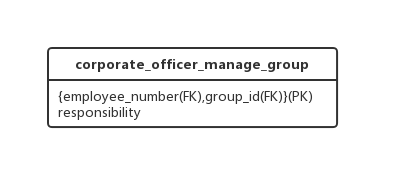 corporate_officer_manage_group
{employee_number(FK),group_id(FK)}(PK)
responsibility